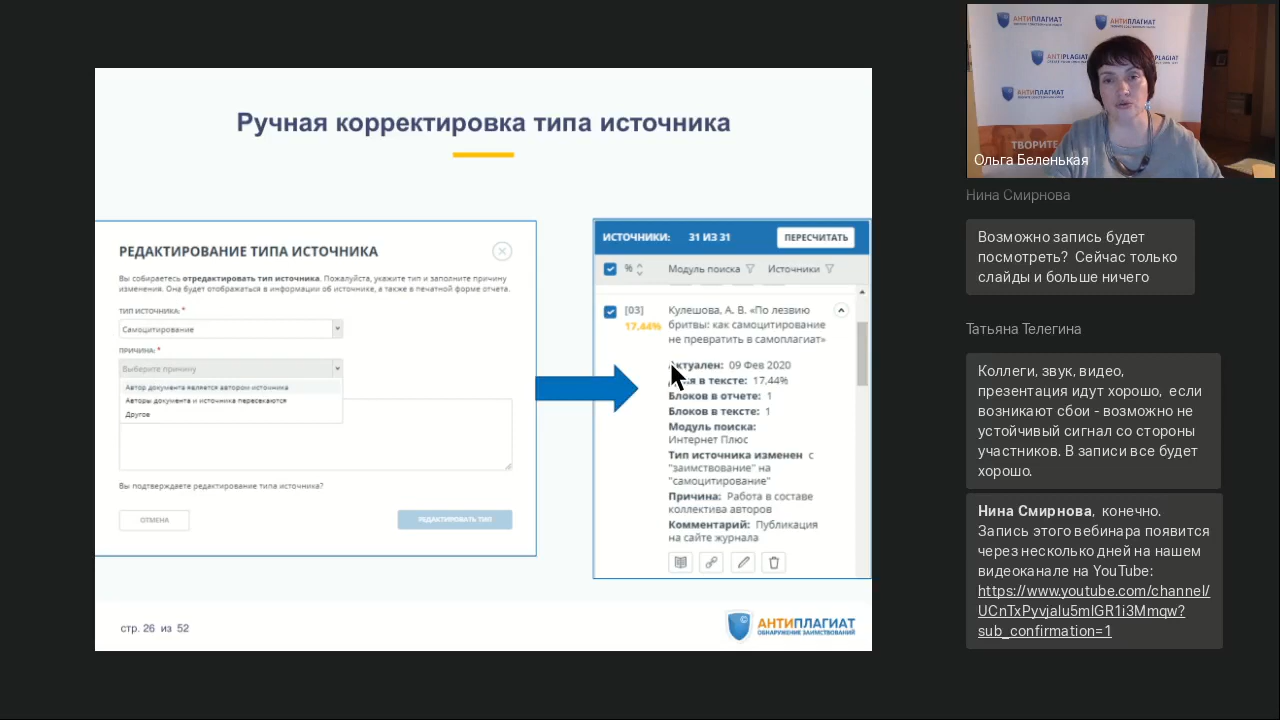 Ручная корректировка типа источника
РЕДАКТИРОВАНИЕ ТИПА ИСТОЧНИКА
Вы собираетесь отредактировать тип источника. Пожалуйста, укажите тип и заполните причину
изменения. Она будет отображаться в информации об источнике, а также в печатной форме отчета.
ТИП ИСТОЧНИКА: *
Самоцитирование
ПРИЧИНА: *
Выберите причину
Автор документа является автором источника
Авторы документа и источника пересекаются
Другое
Вы подтверждаете редактирование типа источника?
ОТМЕНА
РЕДАКТИРОВАТЬ ТИП
ИСТОЧНИКИ: 31 ИЗ 31
ПЕРЕСЧИТАТЬ
% Модуль поиска Источники
[03]
17,44%
Кулешова, А. В. «По лезвию
бритвы: как самоцитирование
не превратить в самоплагиат»
Актуален: 09 Фев 2020
в тексте: 17,44%
Блоков в отчете: 1
Блоков в тексте: 1
Модуль поиска:
Интернет Плюс
Тип источника изменен с
"заимствование" на
"самоцитирование"
Причина: Работа в составе
коллектива авторов
Комментарий: Публикация
на сайте журнала
стр. 26 из 52
АНТИПЛАГИАТ
ОБНАРУЖЕНИЕ ЗАИМСТВОВАНИЙ
АНТИПЛАГИАТ
АНТИПЛАГИАТ
ANTIPLAGIAT
АНТИПЛАГИАТ
ТВОРИТЕ
Ольга Беленькая
Нина Смирнова
Возможно запись будет
посмотреть? Сейчас только
слайды и больше ничего
Татьяна Телегина
Коллеги, звук, видео,
презентация идут хорошо, если
возникают сбои - возможно не
устойчивый сигнал со стороны
участников. В записи все будет
хорошо.
Нина Смирнова, конечно.
Запись этого вебинара появится
через несколько дней на нашем
видеоканале на YouTube:
https://www.youtube.com/channel/
UCnTxPyvjalu5mlGR1i3Mmqw?
sub_confirmation=1